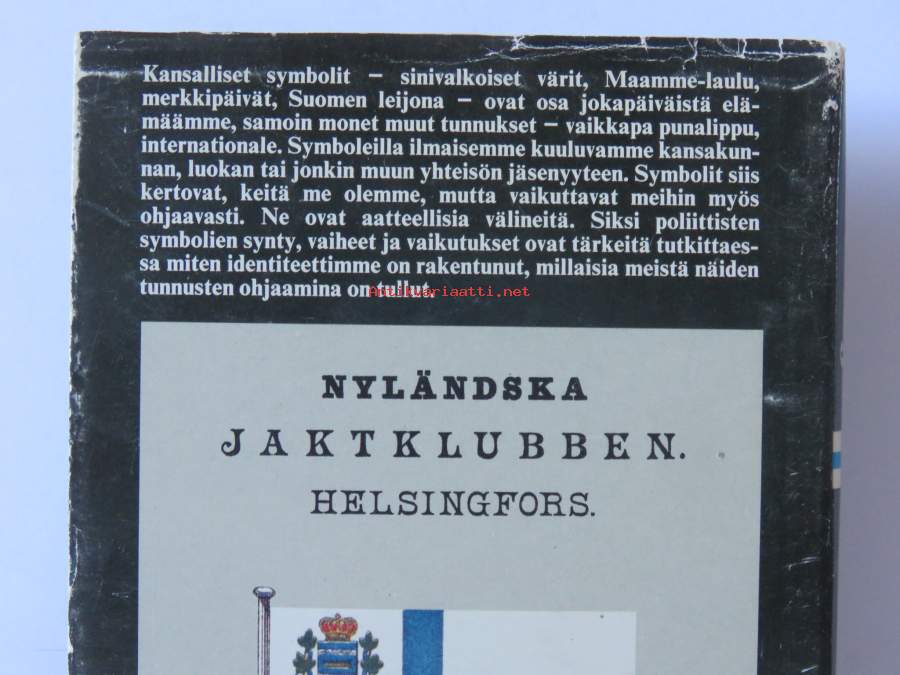 Kansalliset symbolit – sinivalkoiset värit, Maamme-laulu,
merkkipäivät, Suomen leijona – ovat osa jokapäiväistä elä-
määmme, samoin monet muut tunnukset – vaikkapa punalippu,
internationale. Symboleilla ilmaisemme kuuluvamme kansakun-
nan, luokan tai jonkin muun yhteisön jäsenyyteen. Symbolit siis
kertovat, keitä me olemme, mutta vaikuttavat meihin myös
ohjaavasti. Ne ovat aatteellisia välineitä. Siksi poliittisten
symbolien synty, vaiheet ja vaikutukset ovat tärkeitä tutkittaes-
sa miten identiteettimme on rakentunut, millaisia meistä näiden
tunnusten ohjaamina on tullut.
Antikvariaatti.net
NYLÄNDSKA
JAKTKLUBBEN.
HELSINGFORS.